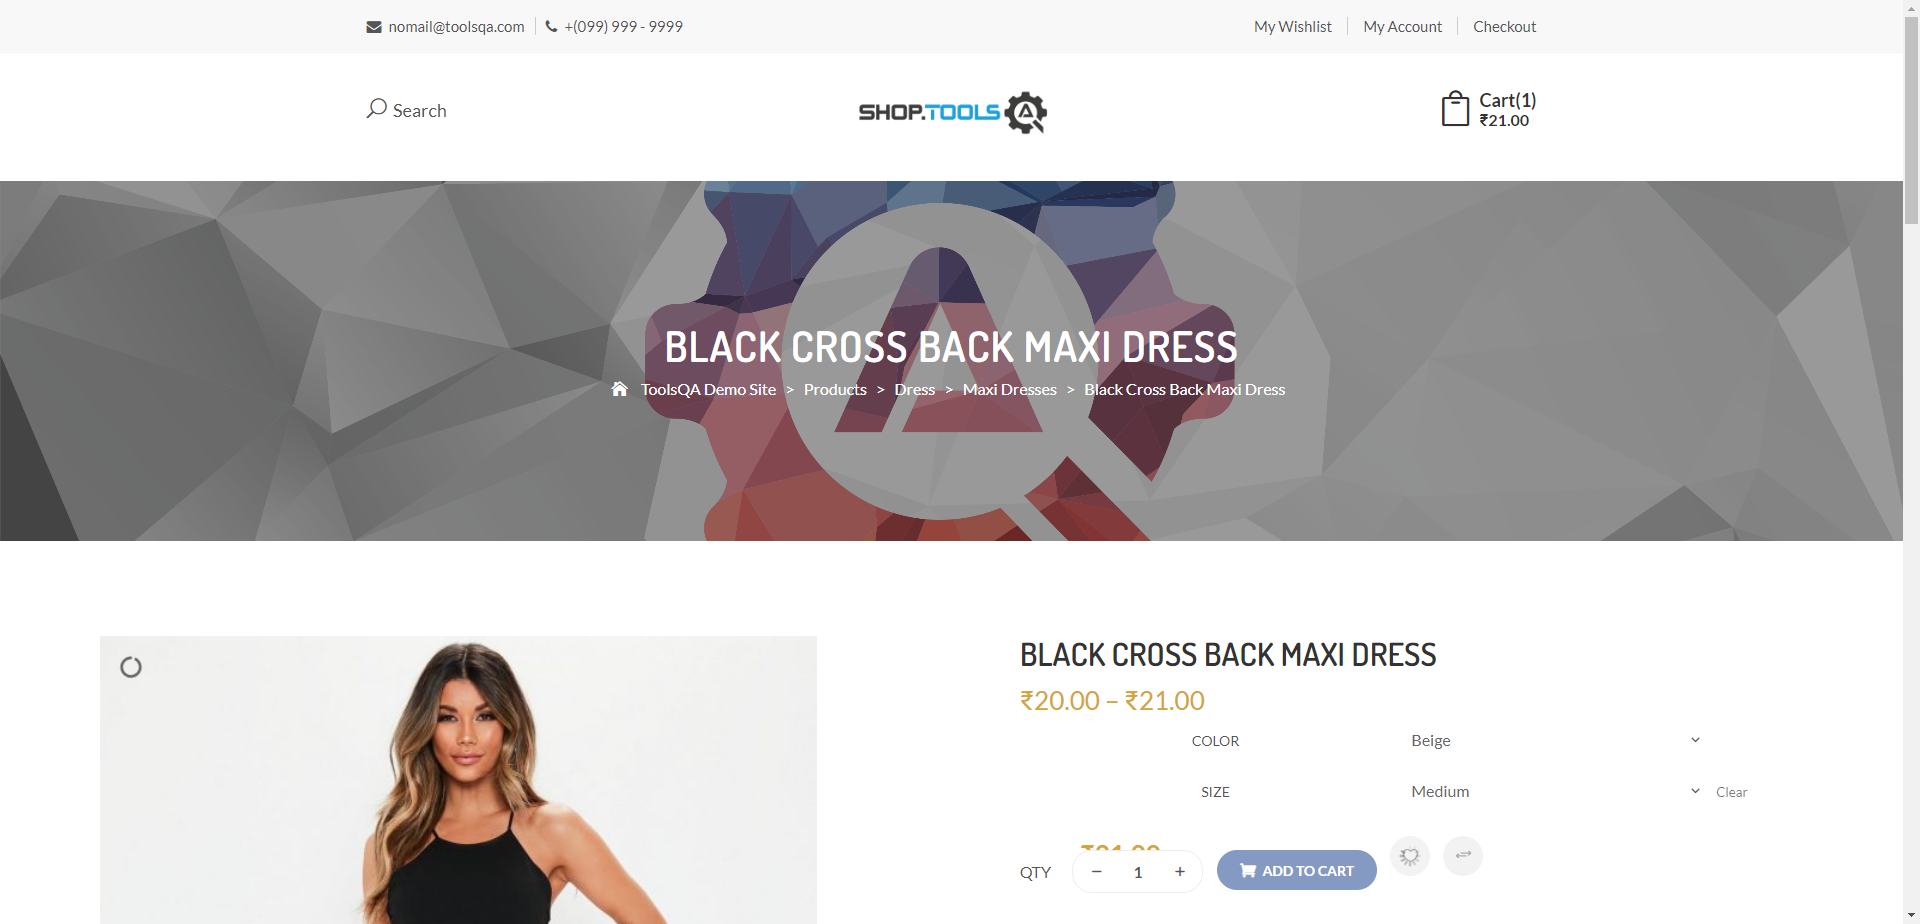 nomail@toolsqa.com
+(099) 999 - 9999
My Wishlist
My Account
Checkout
Search
SHOP.TOOLS
Cart(1)
₹21.00
BLACK CROSS BACK MAXI DRESS
ToolsQA Demo Site > Products > Dress > Maxi Dresses > Black Cross Back Maxi Dress
BLACK CROSS BACK MAXI DRESS
₹20.00 – ₹21.00
COLOR
Beige
SIZE
Medium
Clear
QTY
− 1 +
ADD TO CART